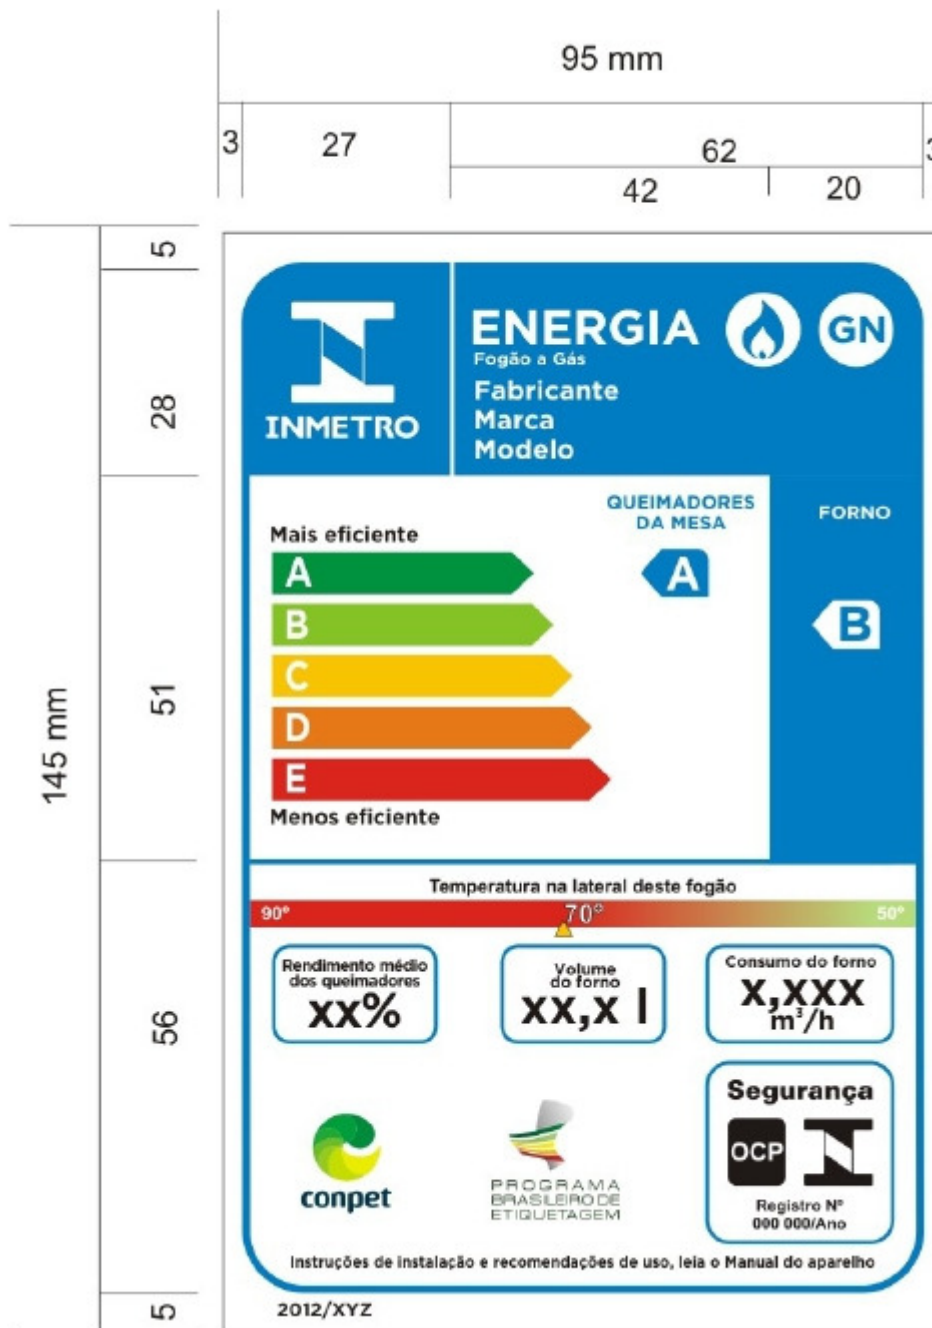 95 mm
3
27
62
3
42
20
5
28
51
145 mm
56
5
INMETRO
ENERGIA
GN
Fogão a Gás
Fabricante
Marca
Modelo
QUEIMADORES
DA MESA
FORNO
Mais eficiente
A
A
B
B
C
D
E
Menos eficiente
Temperatura na lateral deste fogão
90° 70° 50°
Rendimento médio
dos queimadores
xx%
Volume
do forno
xx,x l
Consumo do forno
x,xxx
m³/h
Segurança
OCP
Registro Nº
000 000/Ano
conpet
PROGRAMA
BRASILEIRO DE
ETIQUETAGEM
Instruções de instalação e recomendações de uso, leia o Manual do aparelho
2012/XYZ